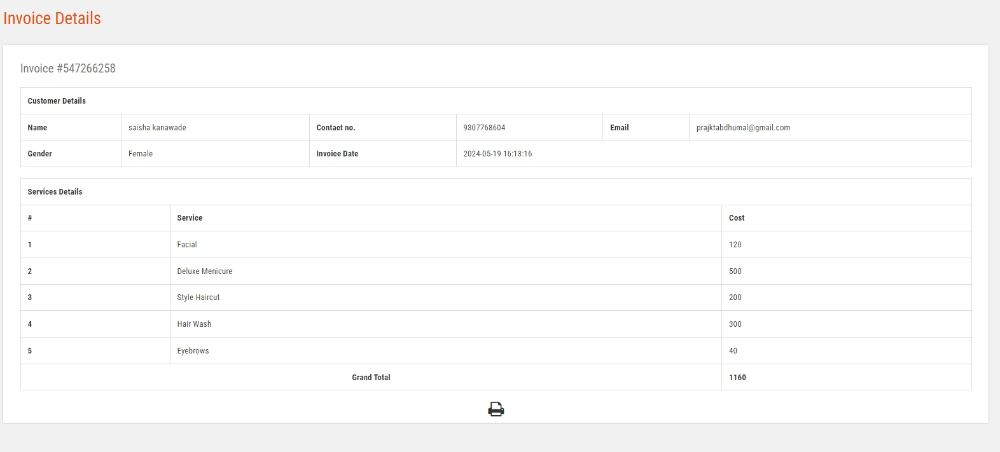 Invoice Details
Invoice #547266258
Customer Details
Name saisha kanawade Contact no. 9307768604 Email prajktabdhumal@gmail.com
Gender Female Invoice Date 2024-05-19 16:13:16
Services Details
# Service Cost
1 Facial 120
2 Deluxe Menicure 500
3 Style Haircut 200
4 Hair Wash 300
5 Eyebrows 40
Grand Total 1160